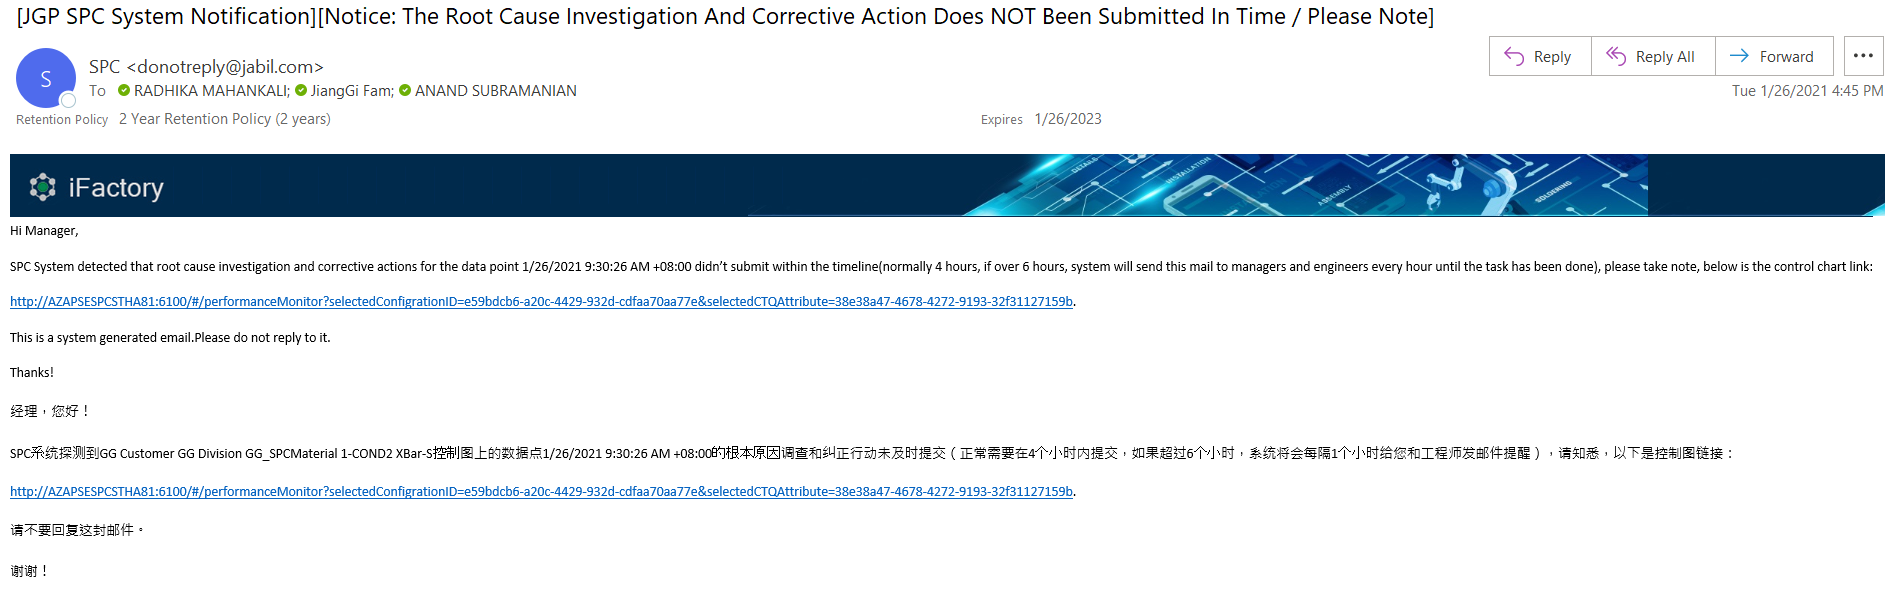 [JGP SPC System Notification][Notice: The Root Cause Investigation And Corrective Action Does NOT Been Submitted In Time / Please Note]
S
SPC <donotreply@jabil.com>
To RADHIKA MAHANKALI; JiangGi Fam; ANAND SUBRAMANIAN
Reply
Reply All
Forward
Tue 1/26/2021 4:45 PM
Retention Policy 2 Year Retention Policy (2 years)
Expires 1/26/2023
iFactory
DETAILS
INSTALLATION
ASSEMBLY
SOLDERING
Hi Manager,
SPC System detected that root cause investigation and corrective actions for the data point 1/26/2021 9:30:26 AM +08:00 didn’t submit within the timeline(normally 4 hours, if over 6 hours, system will send this mail to managers and engineers every hour until the task has been done), please take note, below is the control chart link:
http://AZAPSESPCSTHA81:6100/#/performanceMonitor?selectedConfigrationID=e59bdcb6-a20c-4429-932d-cdfaa70aa77e&selectedCTQAttribute=38e38a47-4678-4272-9193-32f31127159b.
This is a system generated email.Please do not reply to it.
Thanks!
经理，您好！
SPC系统探测到GG Customer GG Division GG_SPCMaterial 1-COND2 XBar-S控制图上的数据点1/26/2021 9:30:26 AM +08:00的根本原因调查和纠正行动未及时提交（正常需要在4个小时内提交，如果超过6个小时，系统将会每隔1个小时给您和工程师发邮件提醒），请知悉，以下是控制图链接：
http://AZAPSESPCSTHA81:6100/#/performanceMonitor?selectedConfigrationID=e59bdcb6-a20c-4429-932d-cdfaa70aa77e&selectedCTQAttribute=38e38a47-4678-4272-9193-32f31127159b.
请不要回复这封邮件。
谢谢！